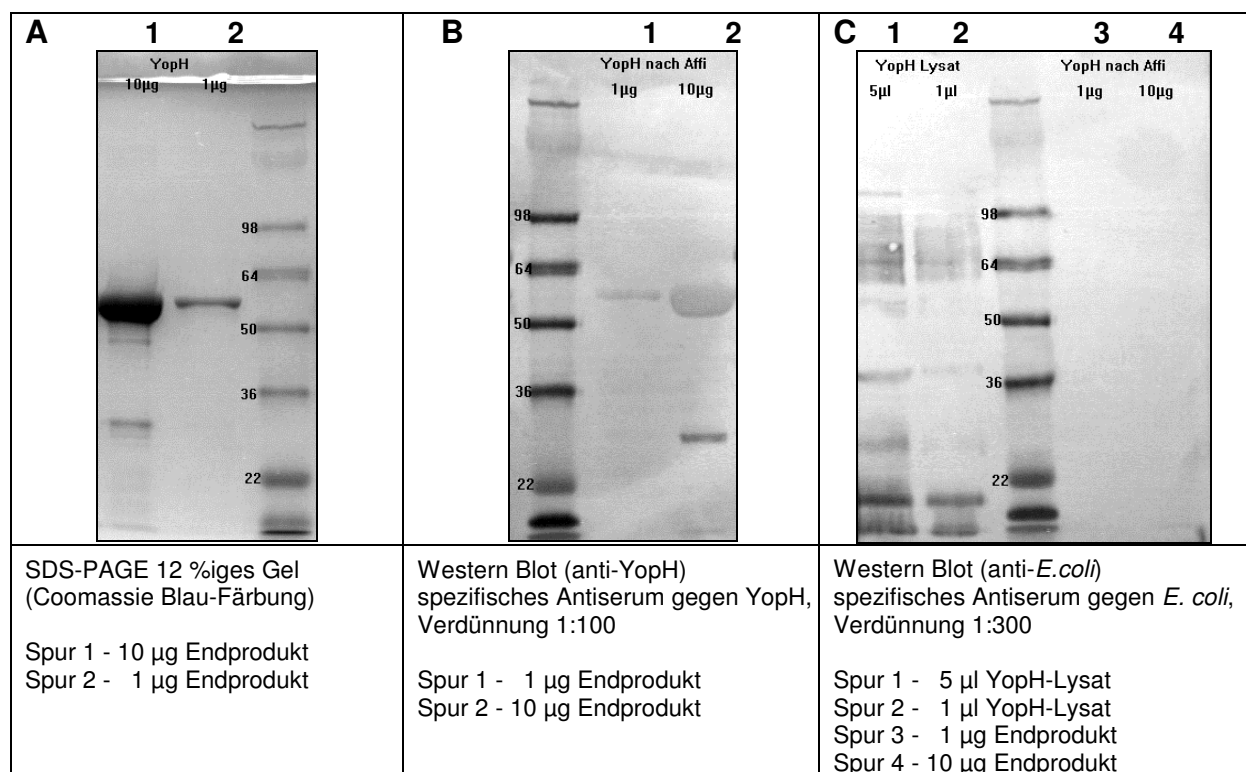 A 1 2
YopH
10µg 1µg
98
64
50
36
22
SDS-PAGE 12 %iges Gel
(Coomassie Blau-Färbung)
Spur 1 - 10 µg Endprodukt
Spur 2 - 1 µg Endprodukt
B 1 2
YopH nach Affi
1µg 10µg
98
64
50
36
22
Western Blot (anti-YopH)
spezifisches Antiserum gegen YopH,
Verdünnung 1:100
Spur 1 - 1 µg Endprodukt
Spur 2 - 10 µg Endprodukt
C 1 2 3 4
YopH Lysat YopH nach Affi
5µl 1µl 1µg 10µg
98
64
50
36
22
Western Blot (anti-E.coli)
spezifisches Antiserum gegen E. coli,
Verdünnung 1:300
Spur 1 - 5 µl YopH-Lysat
Spur 2 - 1 µl YopH-Lysat
Spur 3 - 1 µg Endprodukt
Spur 4 - 10 µg Endprodukt